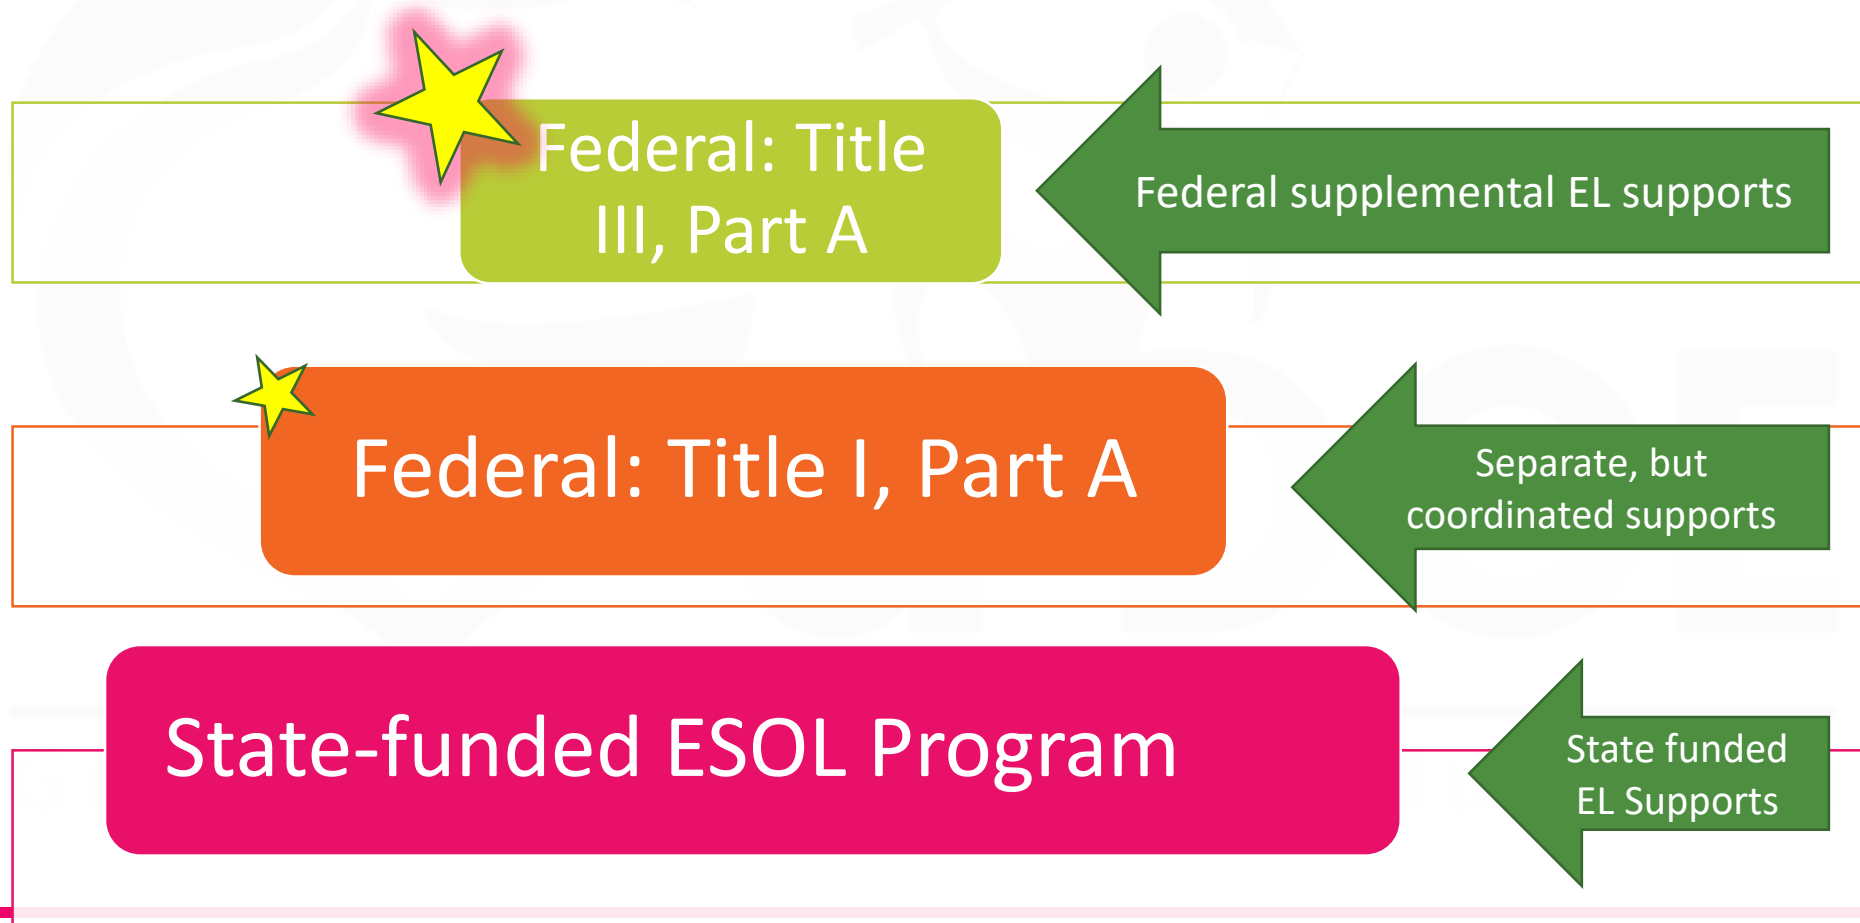 Federal: Title
III, Part A
Federal supplemental EL supports
Federal: Title I, Part A
Separate, but
coordinated supports
State-funded ESOL Program
State funded
EL Supports